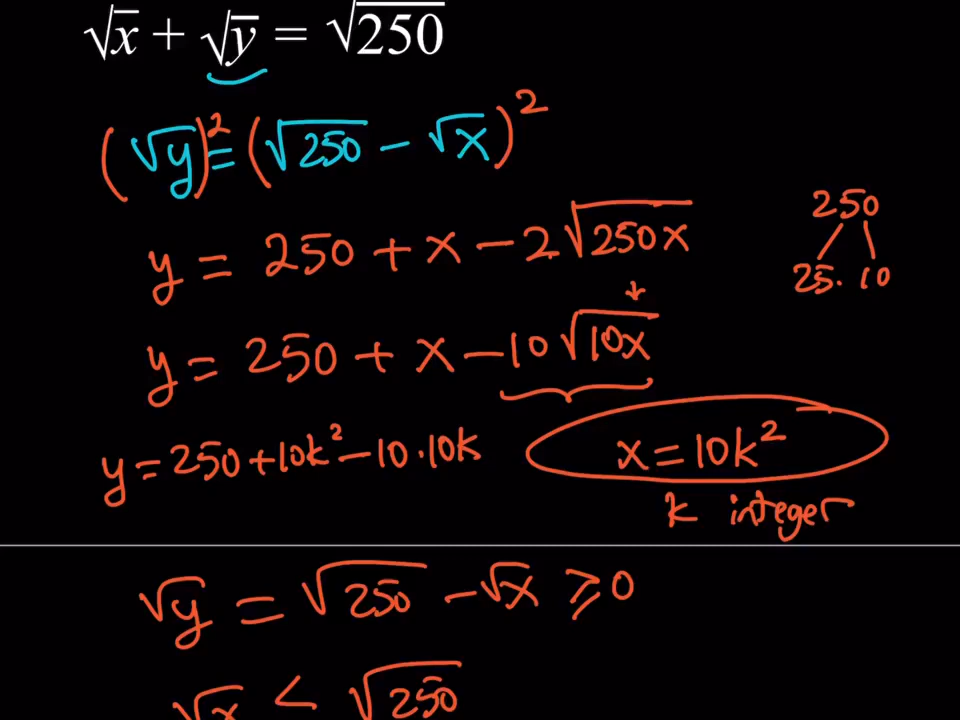 √x + √y = √250
(√y)² = (√250 − √x)²
y = 250 + x − 2√250x
250
25 · 10
y = 250 + x − 10√10x
y = 250 + 10k² − 10 · 10k
x = 10k²
k integer
√y = √250 − √x ⩾ 0
√x < √250